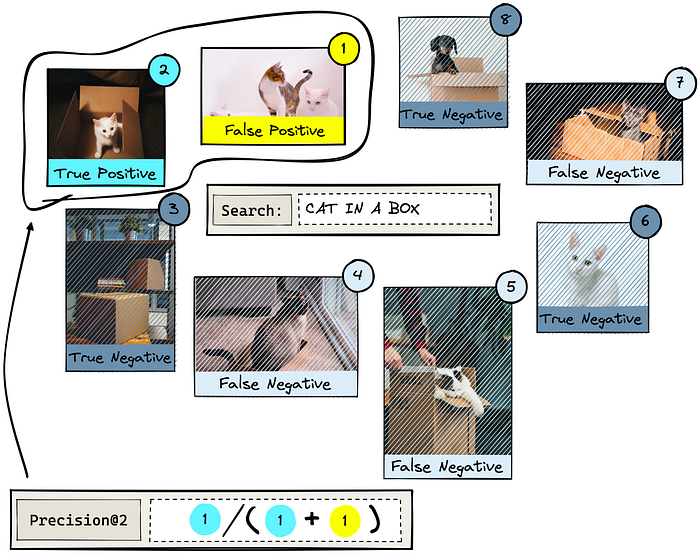 8
1
2
7
True Negative
False Positive
True Positive
False Negative
3
Search: CAT IN A BOX
6
4
5
True Negative
True Negative
False Negative
False Negative
Precision@2 1 / ( 1 + 1 )